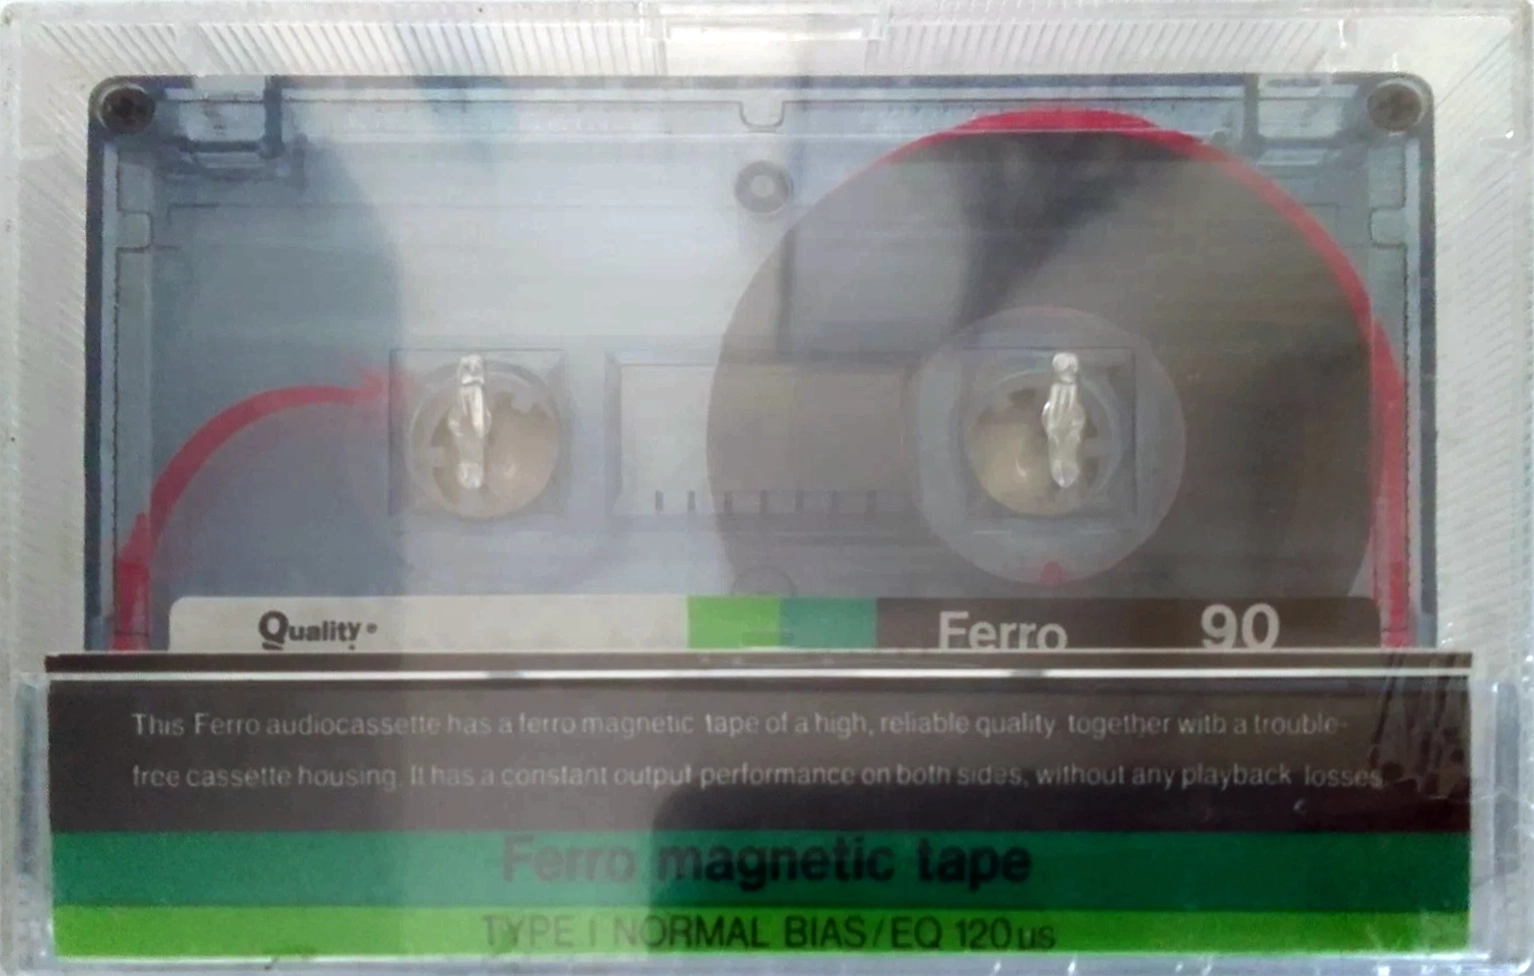 Quality®
Ferro 90
This Ferro audiocassette has a ferro magnetic tape of a high, reliable quality together with a trouble-
free cassette housing. It has a constant output performance on both sides, without any playback losses
Ferro magnetic tape
TYPE I NORMAL BIAS/EQ 120 us